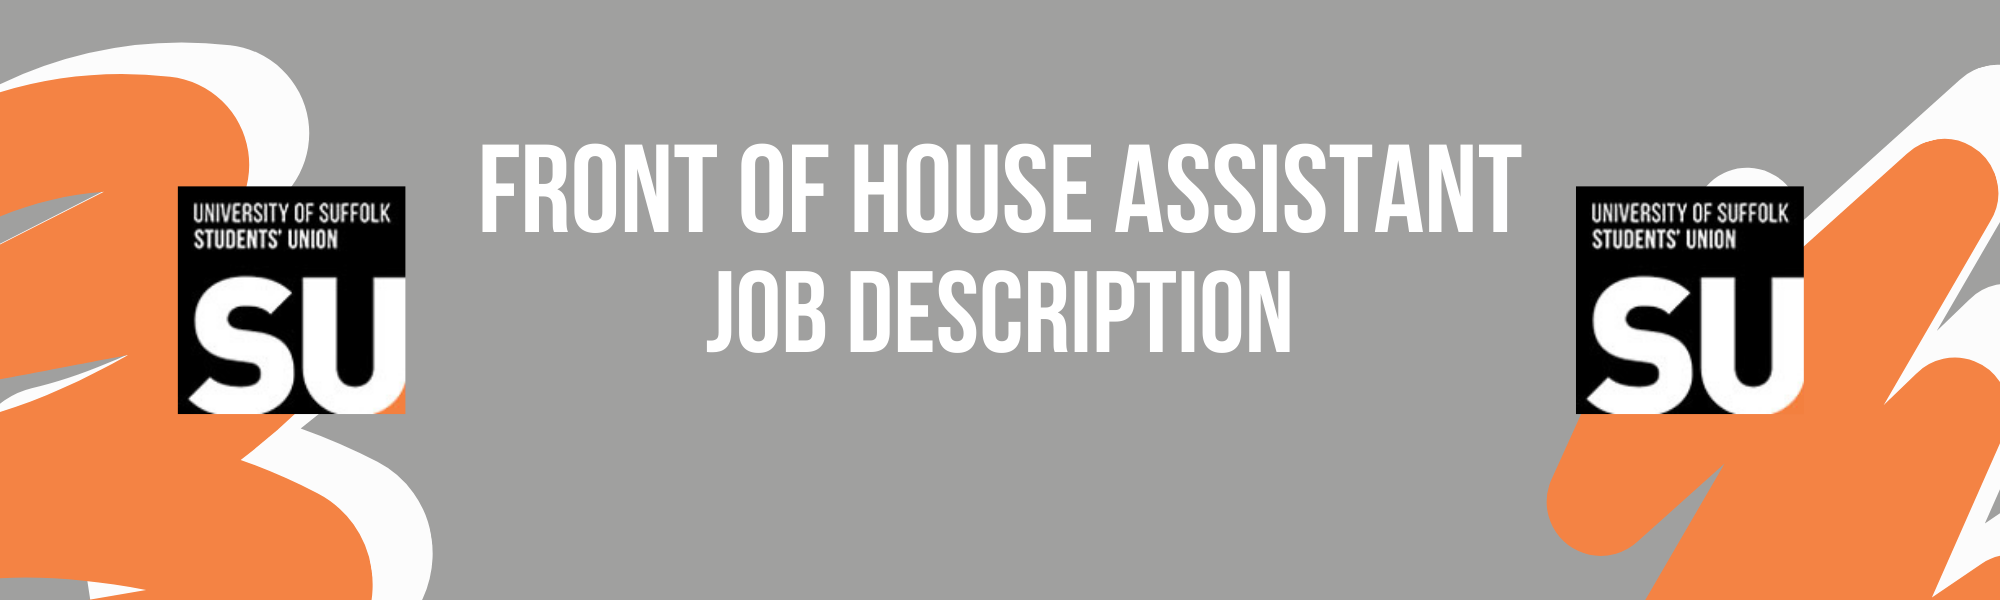 FRONT OF HOUSE ASSISTANT
JOB DESCRIPTION
UNIVERSITY OF SUFFOLK
STUDENTS' UNION
SU
UNIVERSITY OF SUFFOLK
STUDENTS' UNION
SU